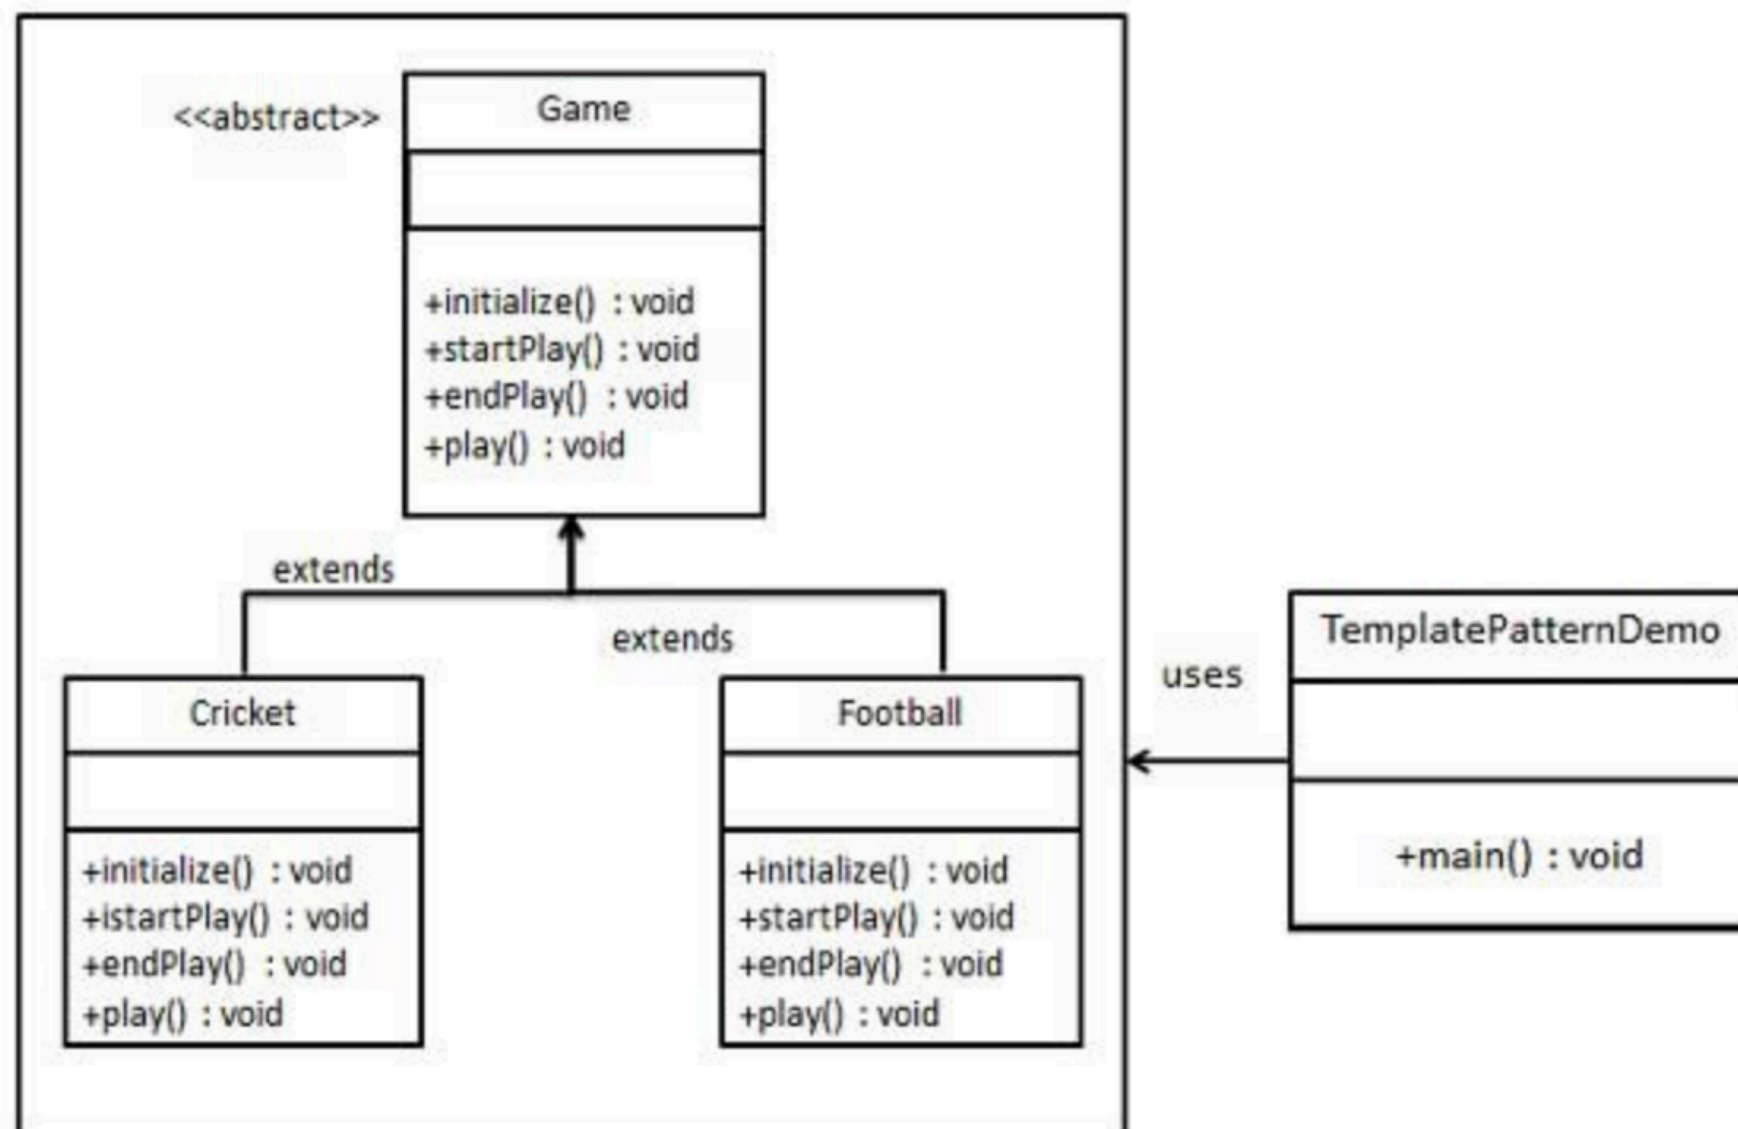 <<abstract>>
Game
+initialize() : void
+startPlay() : void
+endPlay() : void
+play() : void
extends
extends
Cricket
+initialize() : void
+istartPlay() : void
+endPlay() : void
+play() : void
Football
+initialize() : void
+startPlay() : void
+endPlay() : void
+play() : void
uses
TemplatePatternDemo
+main() : void